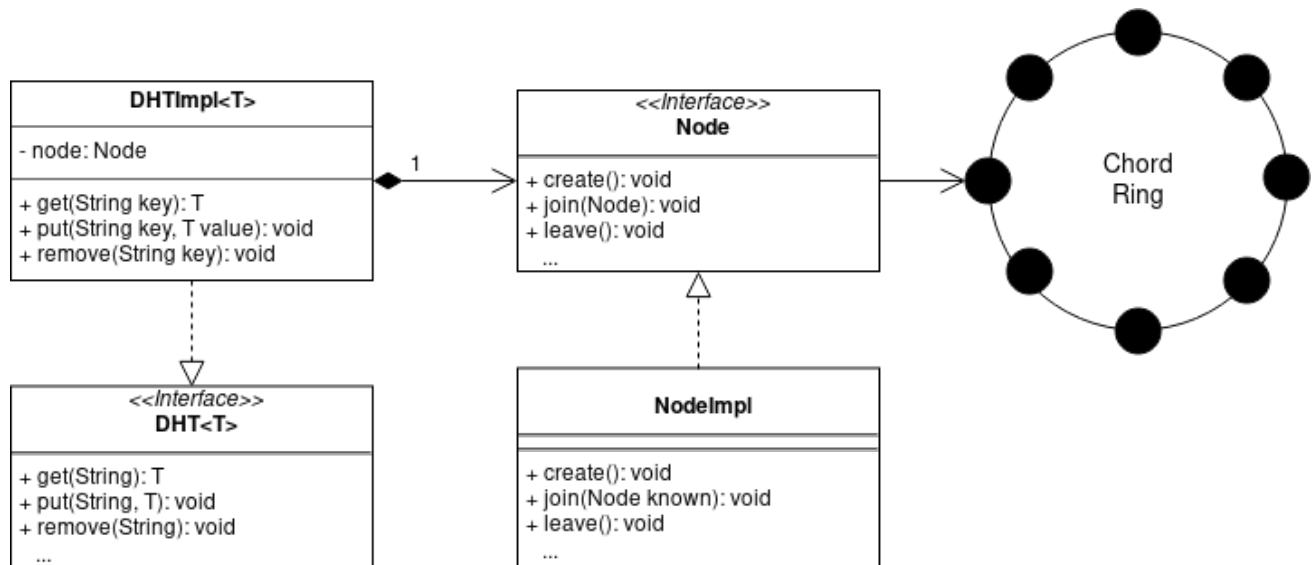 DHTImpl<T>
- node: Node
+ get(String key): T
+ put(String key, T value): void
+ remove(String key): void
1
<<Interface>>
Node
+ create(): void
+ join(Node): void
+ leave(): void
...
Chord
Ring
<<Interface>>
DHT<T>
+ get(String): T
+ put(String, T): void
+ remove(String): void
...
NodeImpl
+ create(): void
+ join(Node known): void
+ leave(): void
...